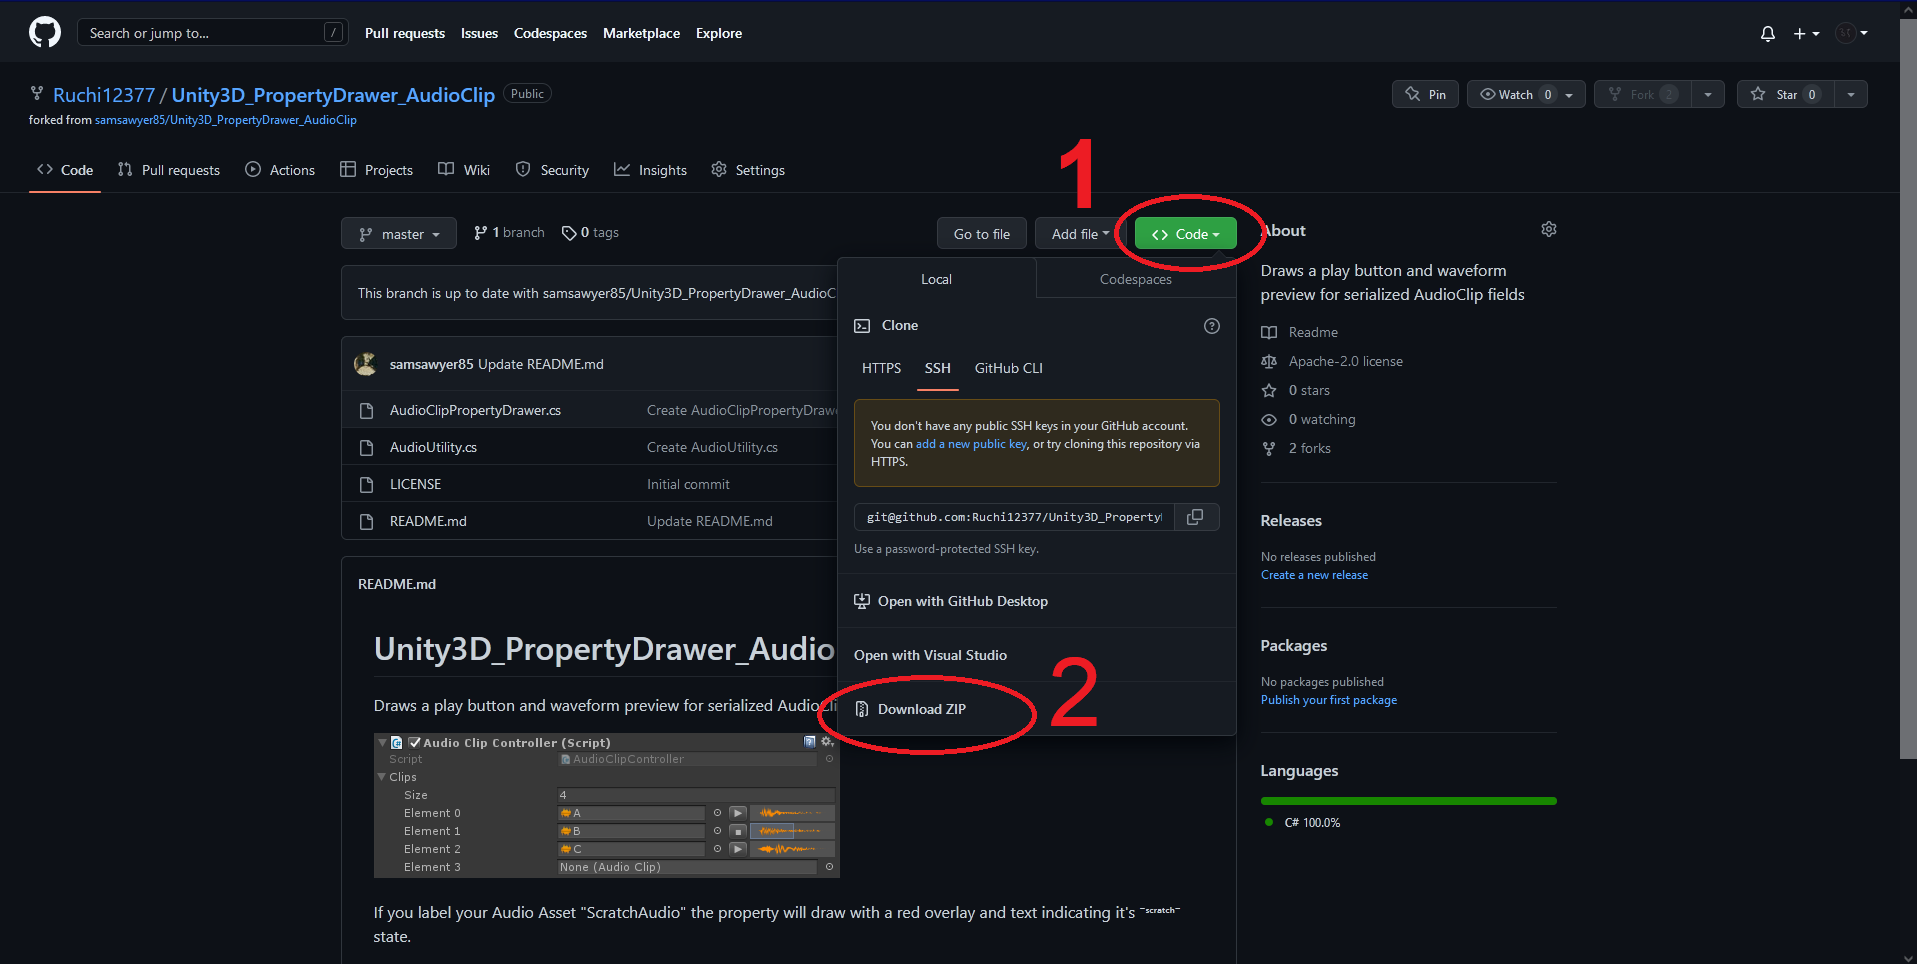 Search or jump to...
/
Pull requests
Issues
Codespaces
Marketplace
Explore
Ruchi12377 / Unity3D_PropertyDrawer_AudioClip
Public
forked from samsawyer85/Unity3D_PropertyDrawer_AudioClip
Pin
Watch 0
Fork 2
Star 0
Code
Pull requests
Actions
Projects
Wiki
Security
Insights
Settings
1
master
1 branch
0 tags
Go to file
Add file
Code
This branch is up to date with samsawyer85/Unity3D_PropertyDrawer_AudioC
samsawyer85 Update README.md
AudioClipPropertyDrawer.cs
Create AudioClipPropertyDraw
AudioUtility.cs
Create AudioUtility.cs
LICENSE
Initial commit
README.md
Update README.md
Local
Codespaces
Clone
HTTPS
SSH
GitHub CLI
You don't have any public SSH keys in your GitHub account.
You can add a new public key, or try cloning this repository via
HTTPS.
git@github.com:Ruchi12377/Unity3D_Property
Use a password-protected SSH key.
Open with GitHub Desktop
Open with Visual Studio
Download ZIP
2
README.md
Unity3D_PropertyDrawer_Audio
Draws a play button and waveform preview for serialized AudioCli
Audio Clip Controller (Script)
Script
AudioClipController
Clips
Size
4
Element 0
A
Element 1
B
Element 2
C
Element 3
None (Audio Clip)
If you label your Audio Asset "ScratchAudio" the property will draw with a red overlay and text indicating it's ~scratch~
state.
About
Draws a play button and waveform
preview for serialized AudioClip fields
Readme
Apache-2.0 license
0 stars
0 watching
2 forks
Releases
No releases published
Create a new release
Packages
No packages published
Publish your first package
Languages
C# 100.0%